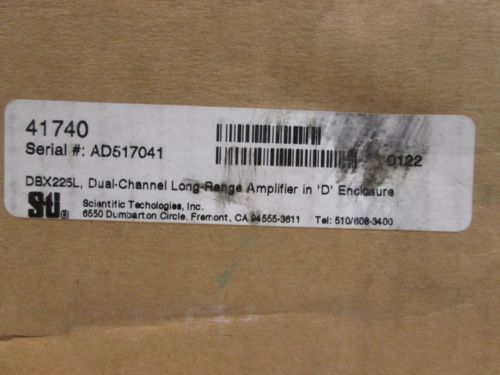 41740
Serial #: AD517041
0122
DBX225L, Dual-Channel Long-Range Amplifier in 'D' Enclosure
Sti ®
Scientific Techologies, Inc.
6550 Dumbarton Circle, Fremont, CA 94555-3611 Tel: 510/608-3400